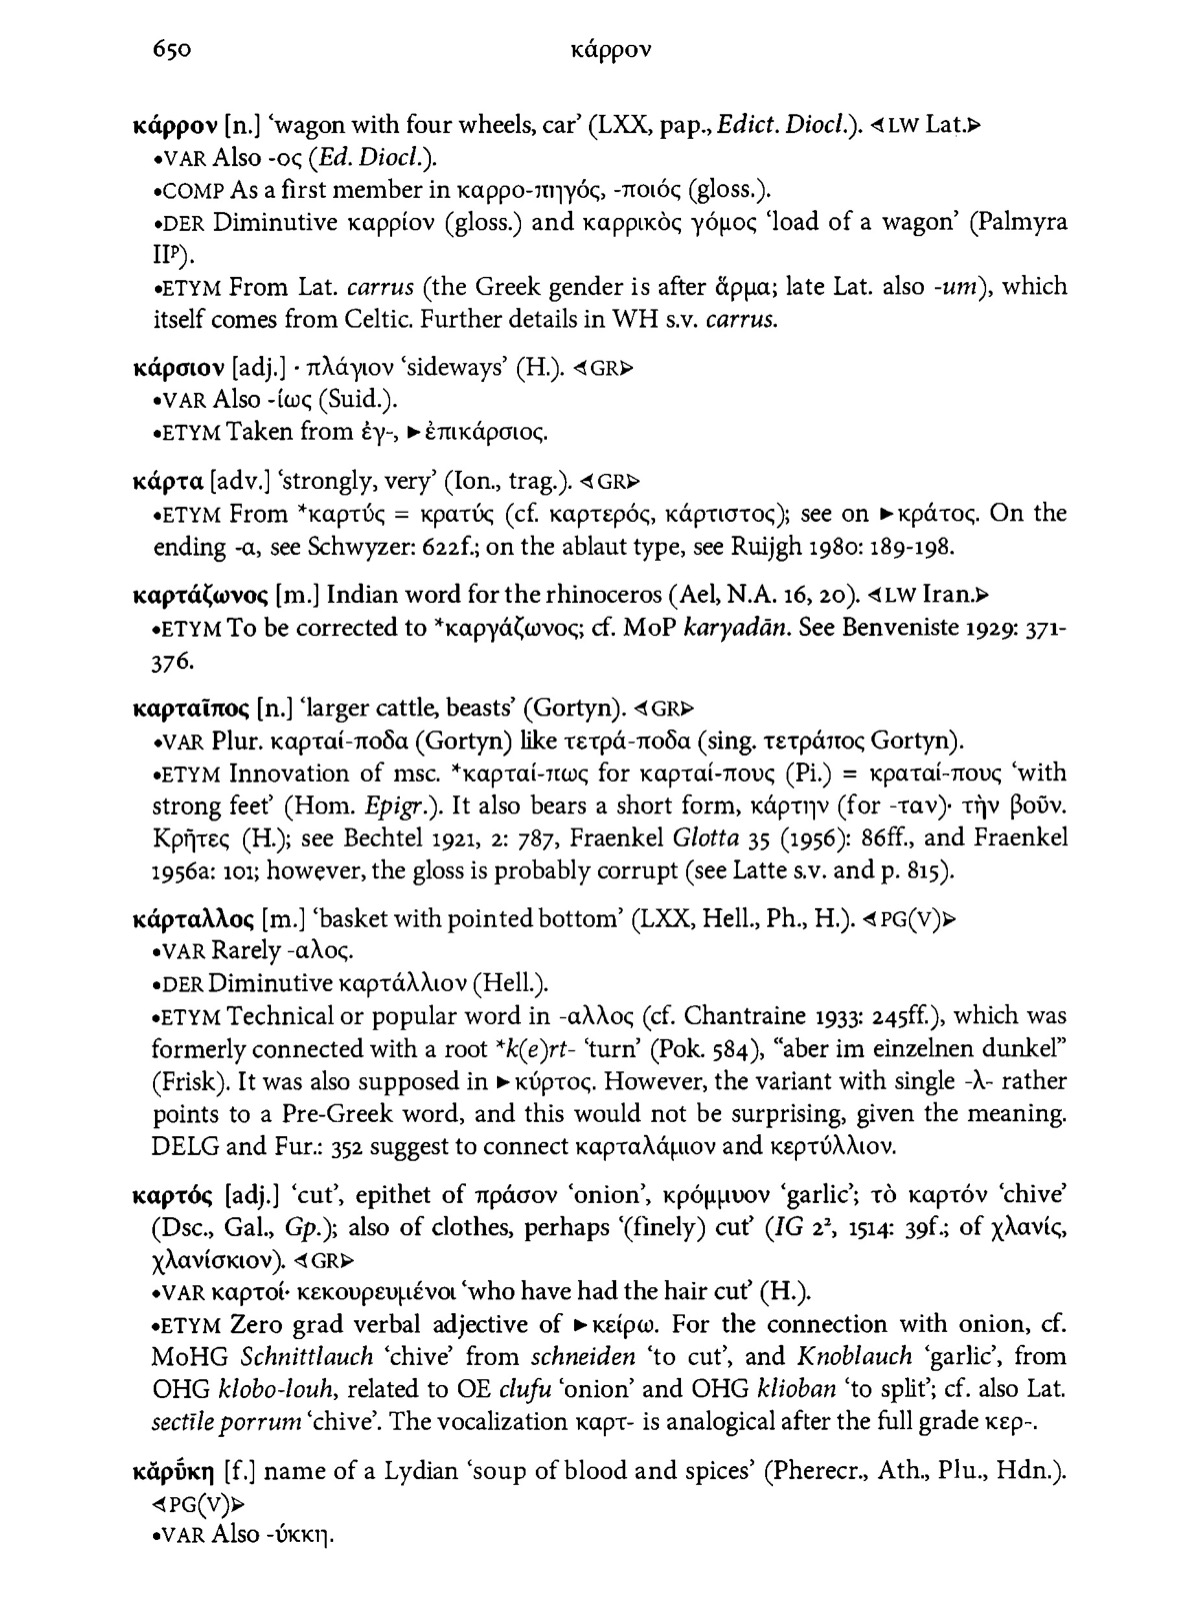 650
κάρρον
κάρρον [n.] ‘wagon with four wheels, car’ (LXX, pap., Edict. Diocl.). ⋖LW Lat.⋗
•VAR Also -ος (Ed. Diocl.).
•COMP As a first member in καρρο-πηγός, -ποιός (gloss.).
•DER Diminutive καρρίον (gloss.) and καρρικὸς γόμος ‘load of a wagon’ (Palmyra
IIᵖ).
•ETYM From Lat. carrus (the Greek gender is after ἅρμα; late Lat. also -um), which
itself comes from Celtic. Further details in WH s.v. carrus.
κάρσιον [adj.] · πλάγιον ‘sideways’ (H.). ⋖GR⋗
•VAR Also -ίως (Suid.).
•ETYM Taken from ἐγ-, ►ἐπικάρσιος.
κάρτα [adv.] ‘strongly, very’ (Ion., trag.). ⋖GR⋗
•ETYM From *καρτύς = κρατύς (cf. καρτερός, κάρτιστος); see on ►κράτος. On the
ending -α, see Schwyzer: 622f.; on the ablaut type, see Ruijgh 1980: 189-198.
καρτάζωνος [m.] Indian word for the rhinoceros (Ael, N.A. 16, 20). ⋖LW Iran.⋗
•ETYM To be corrected to *καργάζωνος; cf. MoP karyadān. See Benveniste 1929: 371-
376.
καρταῖπος [n.] ‘larger cattle, beasts’ (Gortyn). ⋖GR⋗
•VAR Plur. καρταί-ποδα (Gortyn) like τετρά-ποδα (sing. τετράπος Gortyn).
•ETYM Innovation of msc. *καρταί-πως for καρταί-πους (Pi.) = κραταί-πους ‘with
strong feet’ (Hom. Epigr.). It also bears a short form, κάρτην (for -ταν)· τὴν βοῦν.
Κρῆτες (H.); see Bechtel 1921, 2: 787, Fraenkel Glotta 35 (1956): 86ff., and Fraenkel
1956a: 101; however, the gloss is probably corrupt (see Latte s.v. and p. 815).
κάρταλλος [m.] ‘basket with pointed bottom’ (LXX, Hell., Ph., H.). ⋖PG(V)⋗
•VAR Rarely -αλος.
•DER Diminutive καρτάλλιον (Hell.).
•ETYM Technical or popular word in -αλλος (cf. Chantraine 1933: 245ff.), which was
formerly connected with a root *k(e)rt- ‘turn’ (Pok. 584), “aber im einzelnen dunkel”
(Frisk). It was also supposed in ►κύρτος. However, the variant with single -λ- rather
points to a Pre-Greek word, and this would not be surprising, given the meaning.
DELG and Fur.: 352 suggest to connect καρταλάμιον and κερτύλλιον.
καρτός [adj.] ‘cut’, epithet of πράσον ‘onion’, κρόμμυον ‘garlic’; τὸ καρτόν ‘chive’
(Dsc., Gal., Gp.); also of clothes, perhaps ‘(finely) cut’ (IG 2², 1514: 39f.; of χλανίς,
χλανίσκιον). ⋖GR⋗
•VAR καρτοί· κεκουρευμένοι ‘who have had the hair cut’ (H.).
•ETYM Zero grad verbal adjective of ►κείρω. For the connection with onion, cf.
MoHG Schnittlauch ‘chive’ from schneiden ‘to cut’, and Knoblauch ‘garlic’, from
OHG klobo-louh, related to OE clufu ‘onion’ and OHG klioban ‘to split’; cf. also Lat.
sectīle porrum ‘chive’. The vocalization καρτ- is analogical after the full grade κερ-.
κᾰρῡ́κη [f.] name of a Lydian ‘soup of blood and spices’ (Pherecr., Ath., Plu., Hdn.).
⋖PG(V)⋗
•VAR Also -ύκκη.